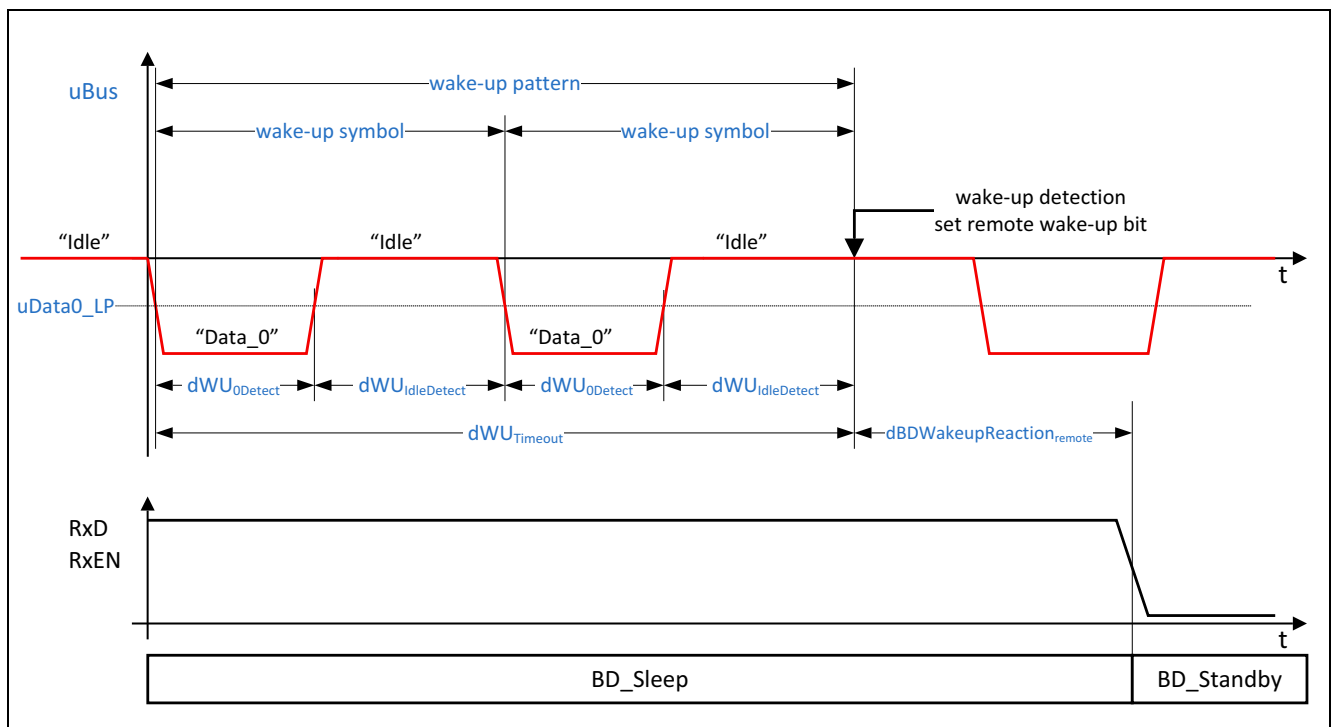 wake-up pattern
uBus
wake-up symbol wake-up symbol
wake-up detection
set remote wake-up bit
“Idle” “Idle” “Idle”
t
uData0_LP
“Data_0” “Data_0”
dWU0Detect dWUIdleDetect dWU0Detect dWUIdleDetect
dWUTimeout dBDWakeupReactionremote
RxD
RxEN
t
BD_Sleep BD_Standby